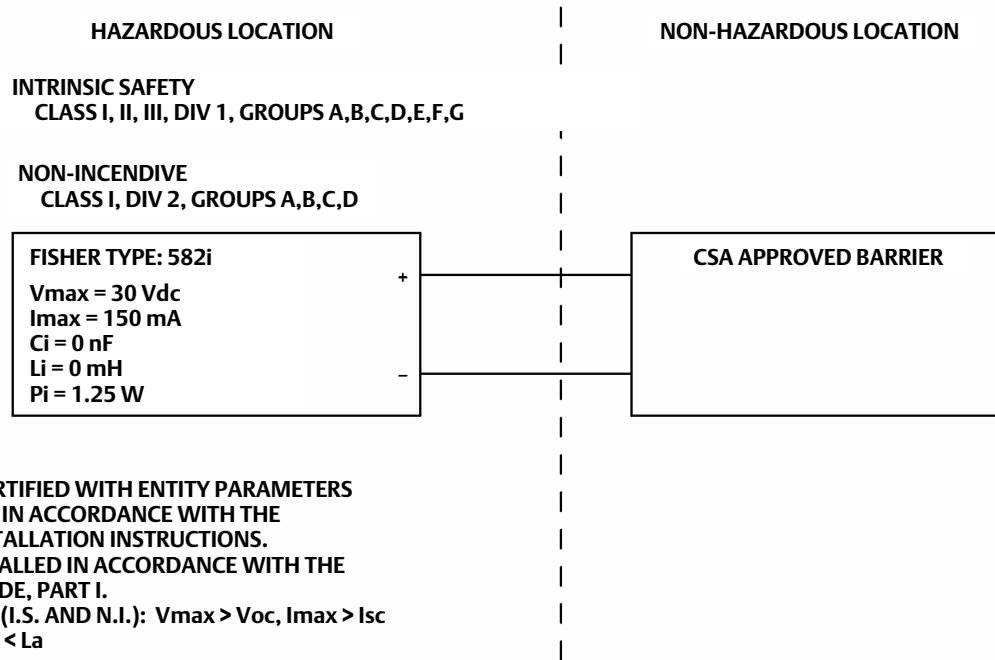 HAZARDOUS LOCATION
NON-HAZARDOUS LOCATION
INTRINSIC SAFETY
CLASS I, II, III, DIV 1, GROUPS A,B,C,D,E,F,G
NON-INCENDIVE
CLASS I, DIV 2, GROUPS A,B,C,D
FISHER TYPE: 582i
Vmax = 30 Vdc
Imax = 150 mA
Ci = 0 nF
Li = 0 mH
Pi = 1.25 W
+
–
CSA APPROVED BARRIER
RTIFIED WITH ENTITY PARAMETERS
IN ACCORDANCE WITH THE
TALLATION INSTRUCTIONS.
ALLED IN ACCORDANCE WITH THE
DE, PART I.
(I.S. AND N.I.): Vmax > Voc, Imax > Isc
< La